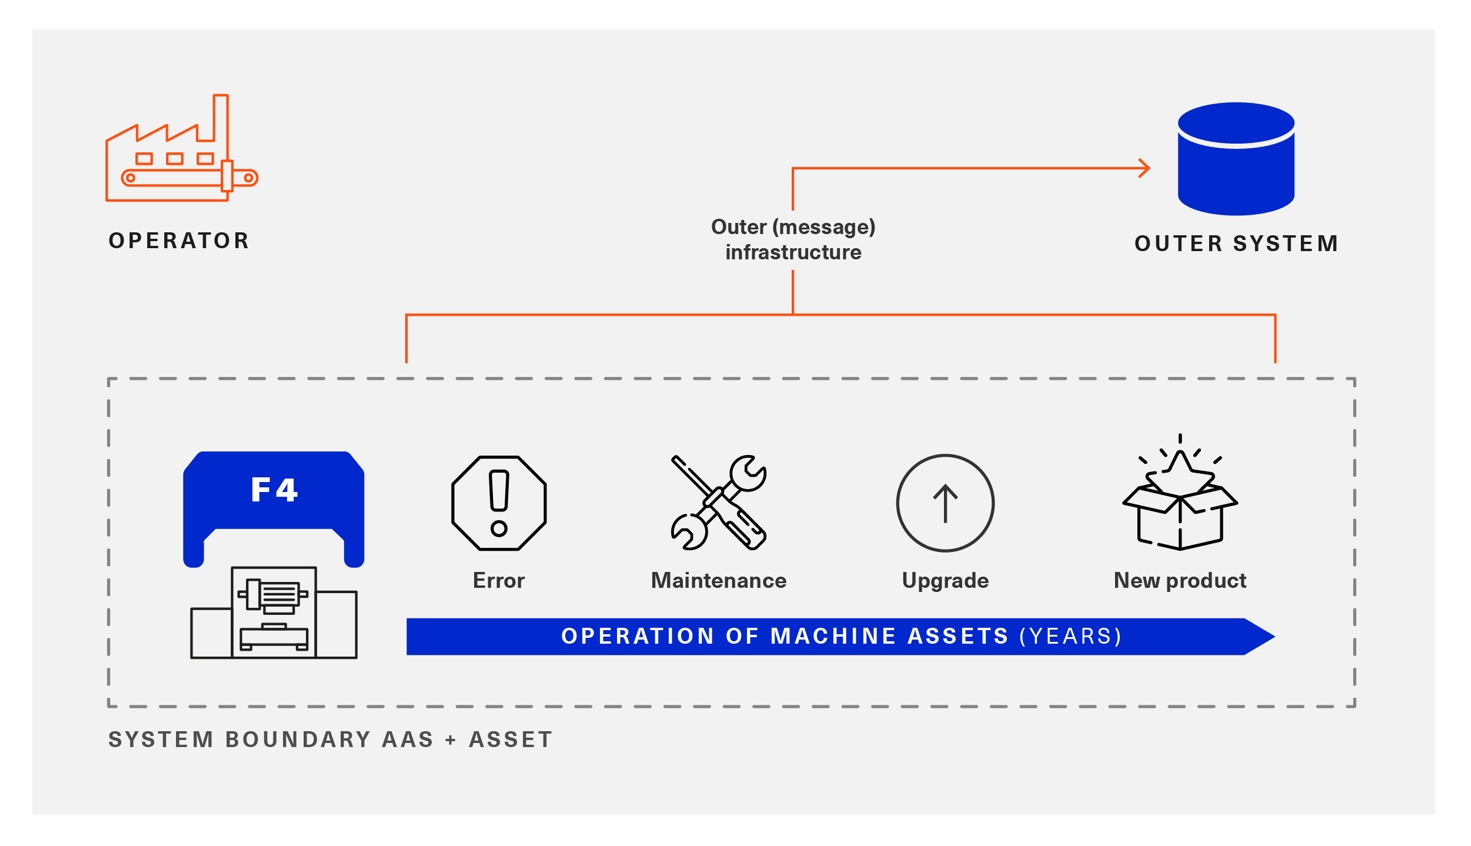 OPERATOR
Outer (message)
infrastructure
OUTER SYSTEM
F4
Error
Maintenance
Upgrade
New product
OPERATION OF MACHINE ASSETS (YEARS)
SYSTEM BOUNDARY AAS + ASSET